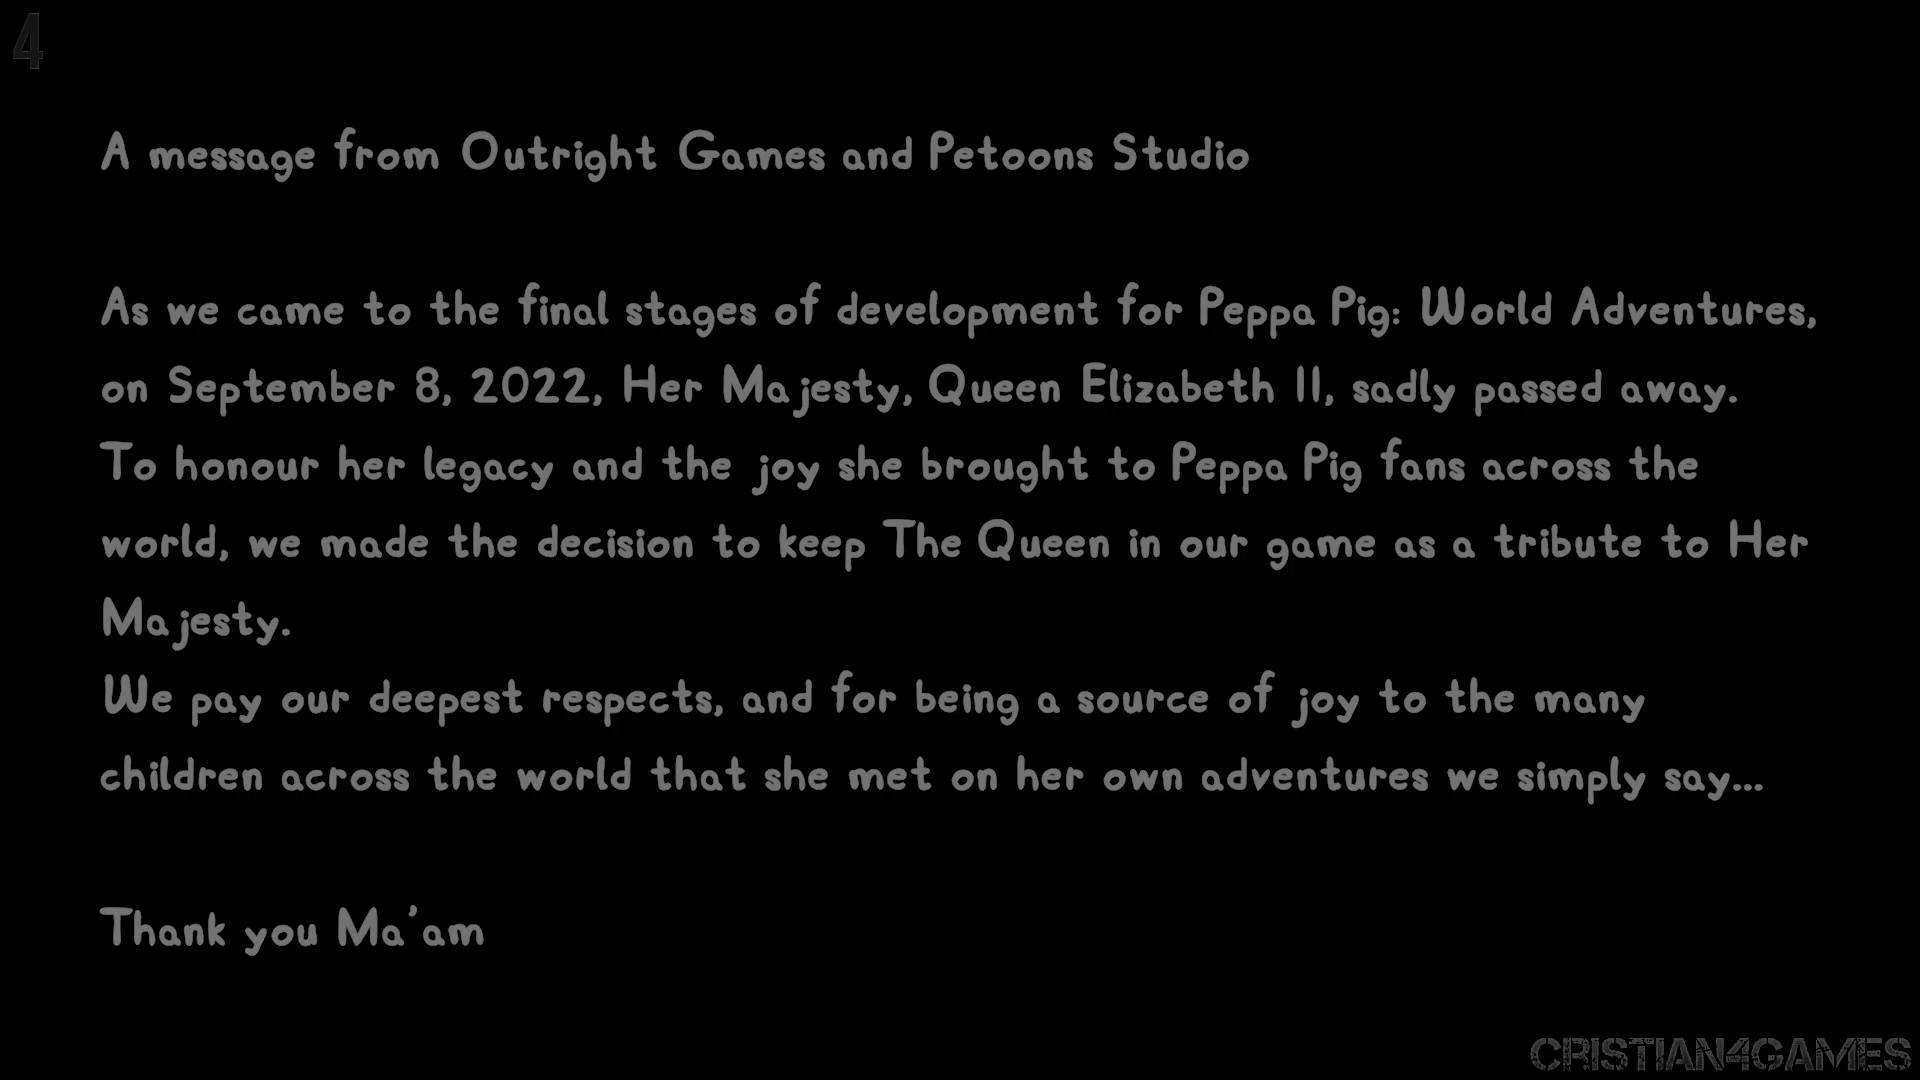 4
A message from Outright Games and Petoons Studio
As we came to the final stages of development for Peppa Pig: World Adventures,
on September 8, 2022, Her Majesty, Queen Elizabeth II, sadly passed away.
To honour her legacy and the joy she brought to Peppa Pig fans across the
world, we made the decision to keep The Queen in our game as a tribute to Her
Majesty.
We pay our deepest respects, and for being a source of joy to the many
children across the world that she met on her own adventures we simply say...
Thank you Ma'am
CRISTIAN4GAMES